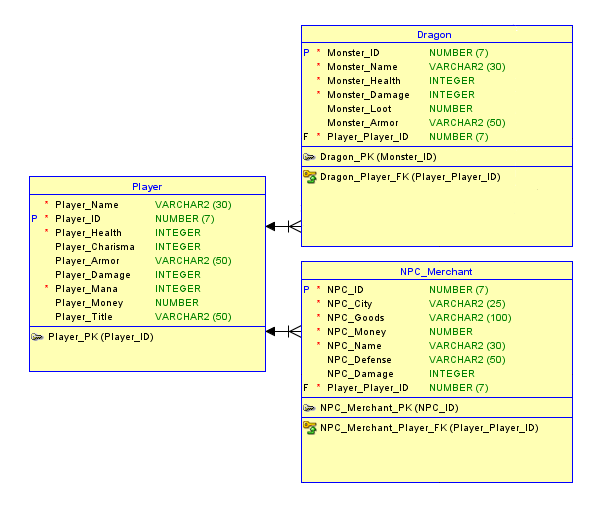 Dragon
P * Monster_ID NUMBER (7)
* Monster_Name VARCHAR2 (30)
* Monster_Health INTEGER
* Monster_Damage INTEGER
Monster_Loot NUMBER
Monster_Armor VARCHAR2 (50)
F * Player_Player_ID NUMBER (7)
Dragon_PK (Monster_ID)
Dragon_Player_FK (Player_Player_ID)
Player
* Player_Name VARCHAR2 (30)
P * Player_ID NUMBER (7)
* Player_Health INTEGER
Player_Charisma INTEGER
Player_Armor VARCHAR2 (50)
Player_Damage INTEGER
* Player_Mana INTEGER
Player_Money NUMBER
Player_Title VARCHAR2 (50)
Player_PK (Player_ID)
NPC_Merchant
P * NPC_ID NUMBER (7)
* NPC_City VARCHAR2 (25)
* NPC_Goods VARCHAR2 (100)
* NPC_Money NUMBER
* NPC_Name VARCHAR2 (30)
NPC_Defense VARCHAR2 (50)
NPC_Damage INTEGER
F * Player_Player_ID NUMBER (7)
NPC_Merchant_PK (NPC_ID)
NPC_Merchant_Player_FK (Player_Player_ID)